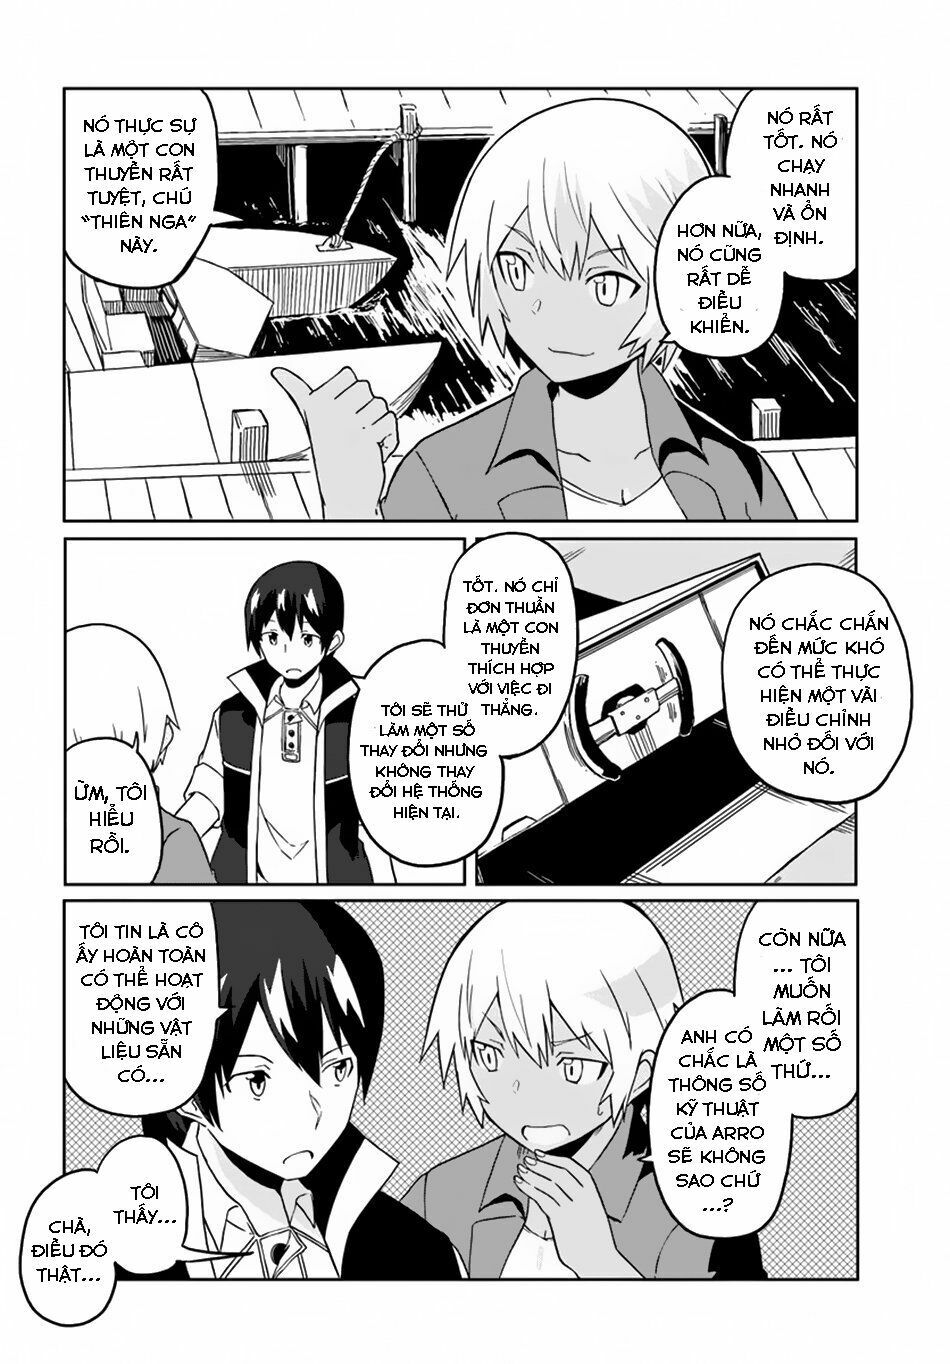 NÓ RẤT
TỐT. NÓ
CHẠY
NHANH
VÀ ỔN
ĐỊNH.
HƠN NỮA,
NÓ CŨNG
RẤT DỄ
ĐIỀU
KHIỂN.
NÓ THỰC SỰ
LÀ MỘT CON
THUYỀN RẤT
TUYỆT, CHÚ
“THIÊN NGA”
NÀY.
NÓ CHẮC CHẮN
ĐẾN MỨC KHÓ
CÓ THỂ THỰC
HIỆN MỘT VÀI
ĐIỀU CHỈNH
NHỎ ĐỐI VỚI
NÓ.
TỐT. NÓ CHỈ
ĐƠN THUẦN
LÀ MỘT CON
THUYỀN
THÍCH HỢP
VỚI VIỆC ĐI
THẲNG.
TÔI SẼ THỬ
LÀM MỘT SỐ
THAY ĐỔI NHƯNG
KHÔNG THAY
ĐỔI HỆ THỐNG
HIỆN TẠI.
ỪM, TÔI
HIỂU
RỒI.
CÒN NỮA
... TÔI
MUỐN
LÀM RỐI
MỘT SỐ
THỨ...
ANH CÓ
CHẮC LÀ
THÔNG SỐ
KỸ THUẬT
CỦA ARRO
SẼ KHÔNG
SAO CHỨ
...?
TÔI TIN LÀ CÔ
ẤY HOÀN TOÀN
CÓ THỂ HOẠT
ĐỘNG VỚI
NHỮNG VẬT
LIỆU SẴN
CÓ...
TÔI
THẤY...
CHÀ,
ĐIỀU ĐÓ
THẬT...